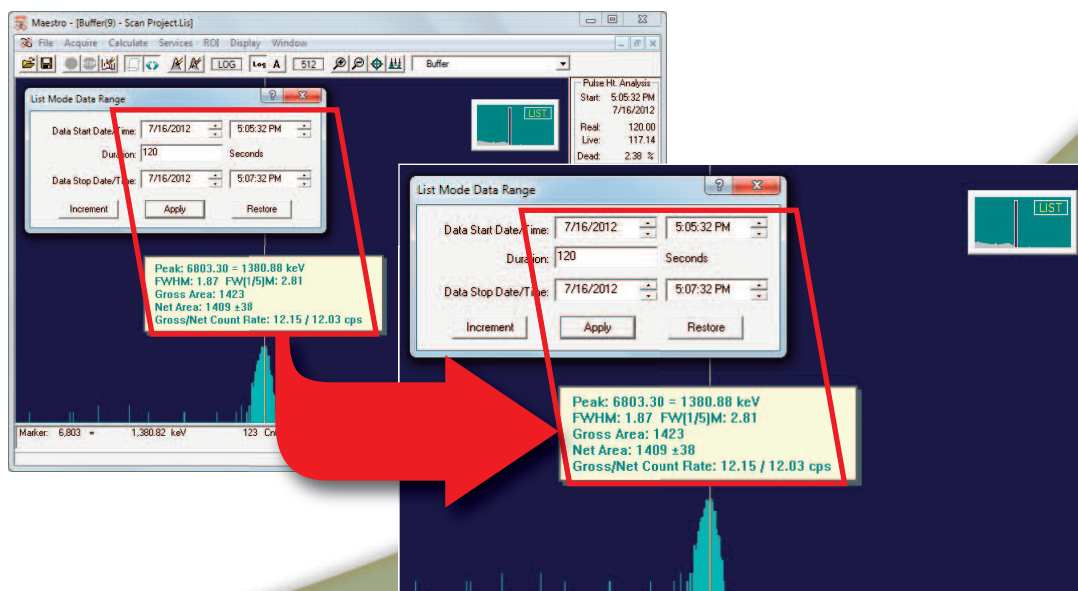 Maestro - [Buffer(9) - Scan Project.Lis]
File Acquire Calculate Services ROI Display Window
LOG Log A 512 Buffer
List Mode Data Range
Data Start Date/Time: 7/16/2012 5:05:32 PM
Duration: 120 Seconds
Data Stop Date/Time: 7/16/2012 5:07:32 PM
Increment Apply Restore
LIST
Pulse Ht. Analysis
Start: 5:05:32 PM
7/16/2012
Real: 120.00
Live: 117.14
Dead: 2.38 %
Peak: 6803.30 = 1380.88 keV
FWHM: 1.87 FW(1/5)M: 2.81
Gross Area: 1423
Net Area: 1409 ±38
Gross/Net Count Rate: 12.15 / 12.03 cps
Marker: 6,803 = 1,380.82 keV 123
List Mode Data Range
Data Start Date/Time: 7/16/2012 5:05:32 PM
Duration: 120 Seconds
Data Stop Date/Time: 7/16/2012 5:07:32 PM
Increment Apply Restore
LIST
Peak: 6803.30 = 1380.88 keV
FWHM: 1.87 FW(1/5)M: 2.81
Gross Area: 1423
Net Area: 1409 ±38
Gross/Net Count Rate: 12.15 / 12.03 cps